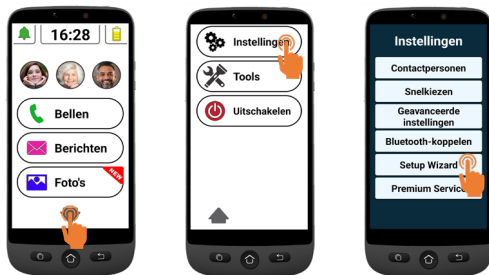 16:28
Bellen
Berichten
Foto's
NEW
Instellingen
Tools
Uitschakelen
Instellingen
Contactpersonen
Snelkiezen
Geavanceerde
instellingen
Bluetooth-koppelen
Setup Wizard
Premium Service